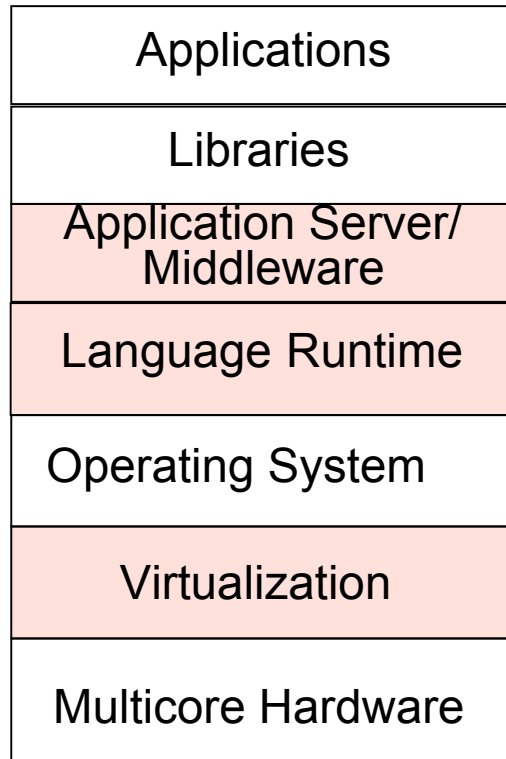 Applications
Libraries
Application Server/
Middleware
Language Runtime
Operating System
Virtualization
Multicore Hardware